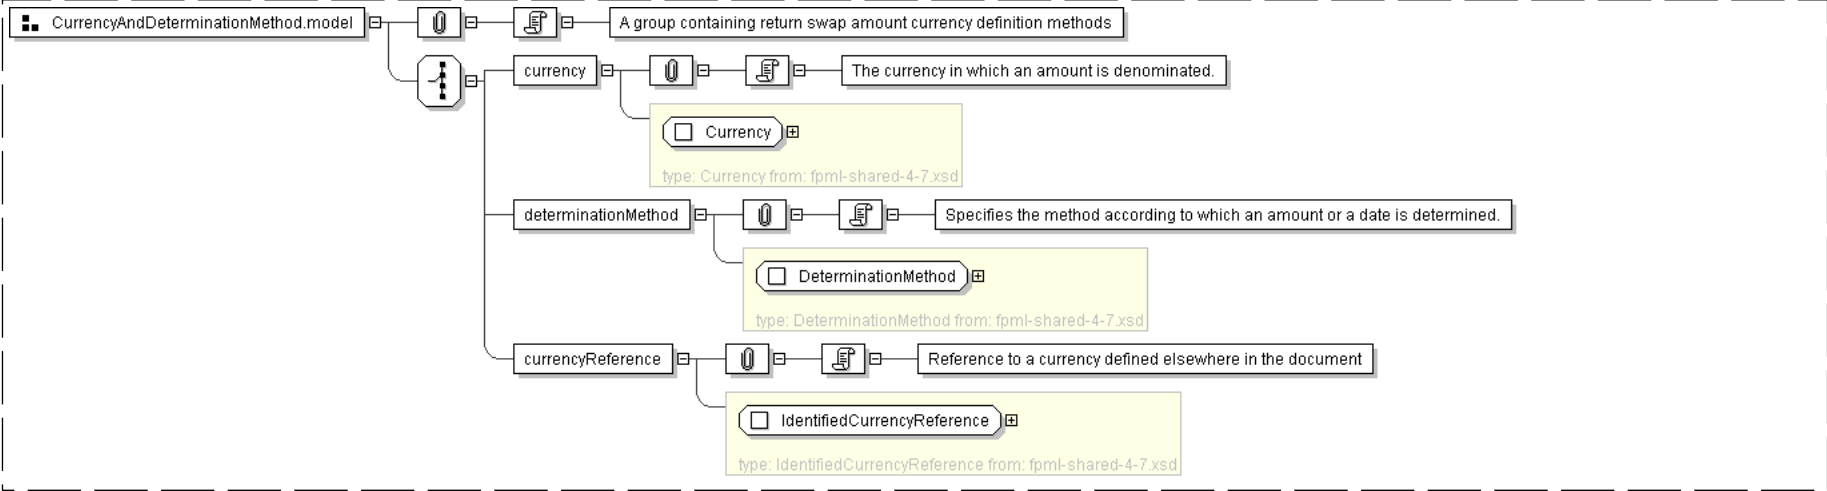 CurrencyAndDeterminationMethod.model
A group containing return swap amount currency definition methods
currency
The currency in which an amount is denominated.
Currency
type: Currency from: fpml-shared-4-7.xsd
determinationMethod
Specifies the method according to which an amount or a date is determined.
DeterminationMethod
type: DeterminationMethod from: fpml-shared-4-7.xsd
currencyReference
Reference to a currency defined elsewhere in the document
IdentifiedCurrencyReference
type: IdentifiedCurrencyReference from: fpml-shared-4-7.xsd